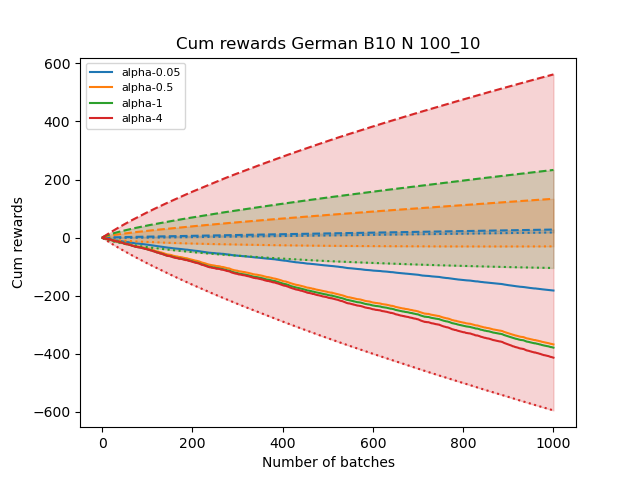 Cum rewards German B10 N 100_10
alpha-0.05
alpha-0.5
alpha-1
alpha-4
Cum rewards
600
400
200
0
−200
−400
−600
0 200 400 600 800 1000
Number of batches